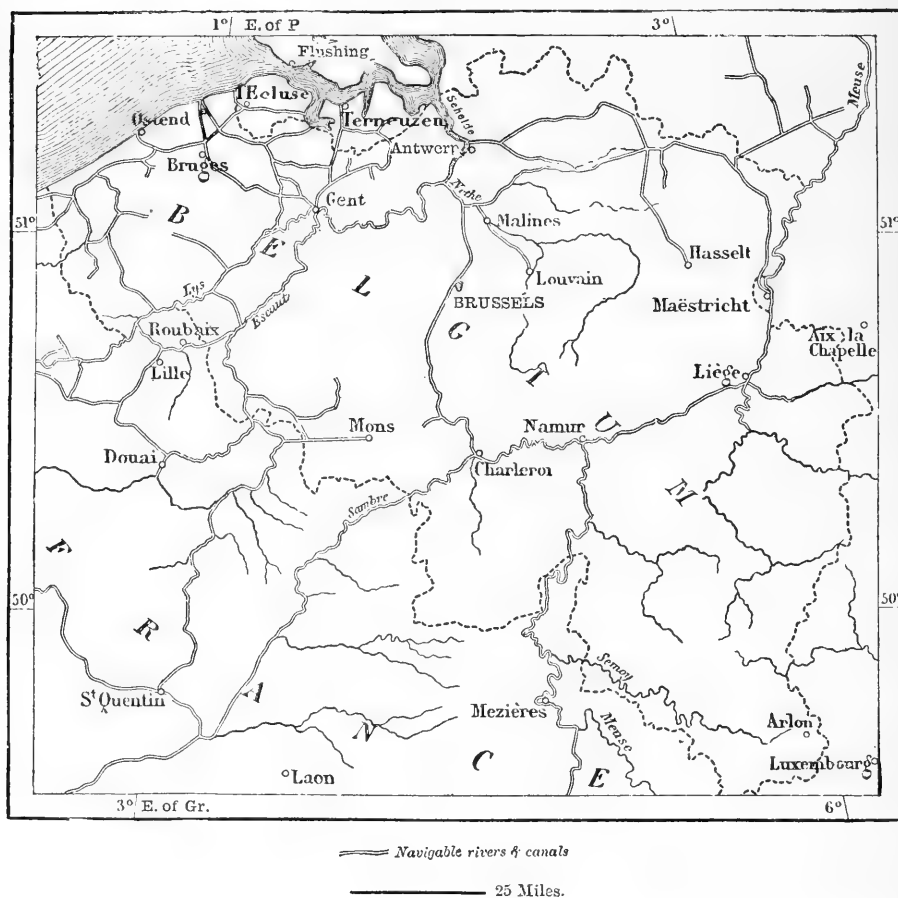 1° E. of P
3°
Flushing
l'Ecluse
Meuse
Ostend
Terneuzen
Schelde
Antwerp
Bruges
Nethe
Gent
51°
51°
B E L G I U M
Malines
Hasselt
Louvain
Lys
Escaut
BRUSSELS
Maëstricht
Roubaix
Aix la
Chapelle
Lille
Liège
Mons
Namur
Douai
Charleroi
Sambre
50°
50°
F R A N C E
Semoy
St Quentin
Mezières
Meuse
Arlon
Luxembourg
Laon
3° E. of Gr.
6°
Navigable rivers & canals
25 Miles.